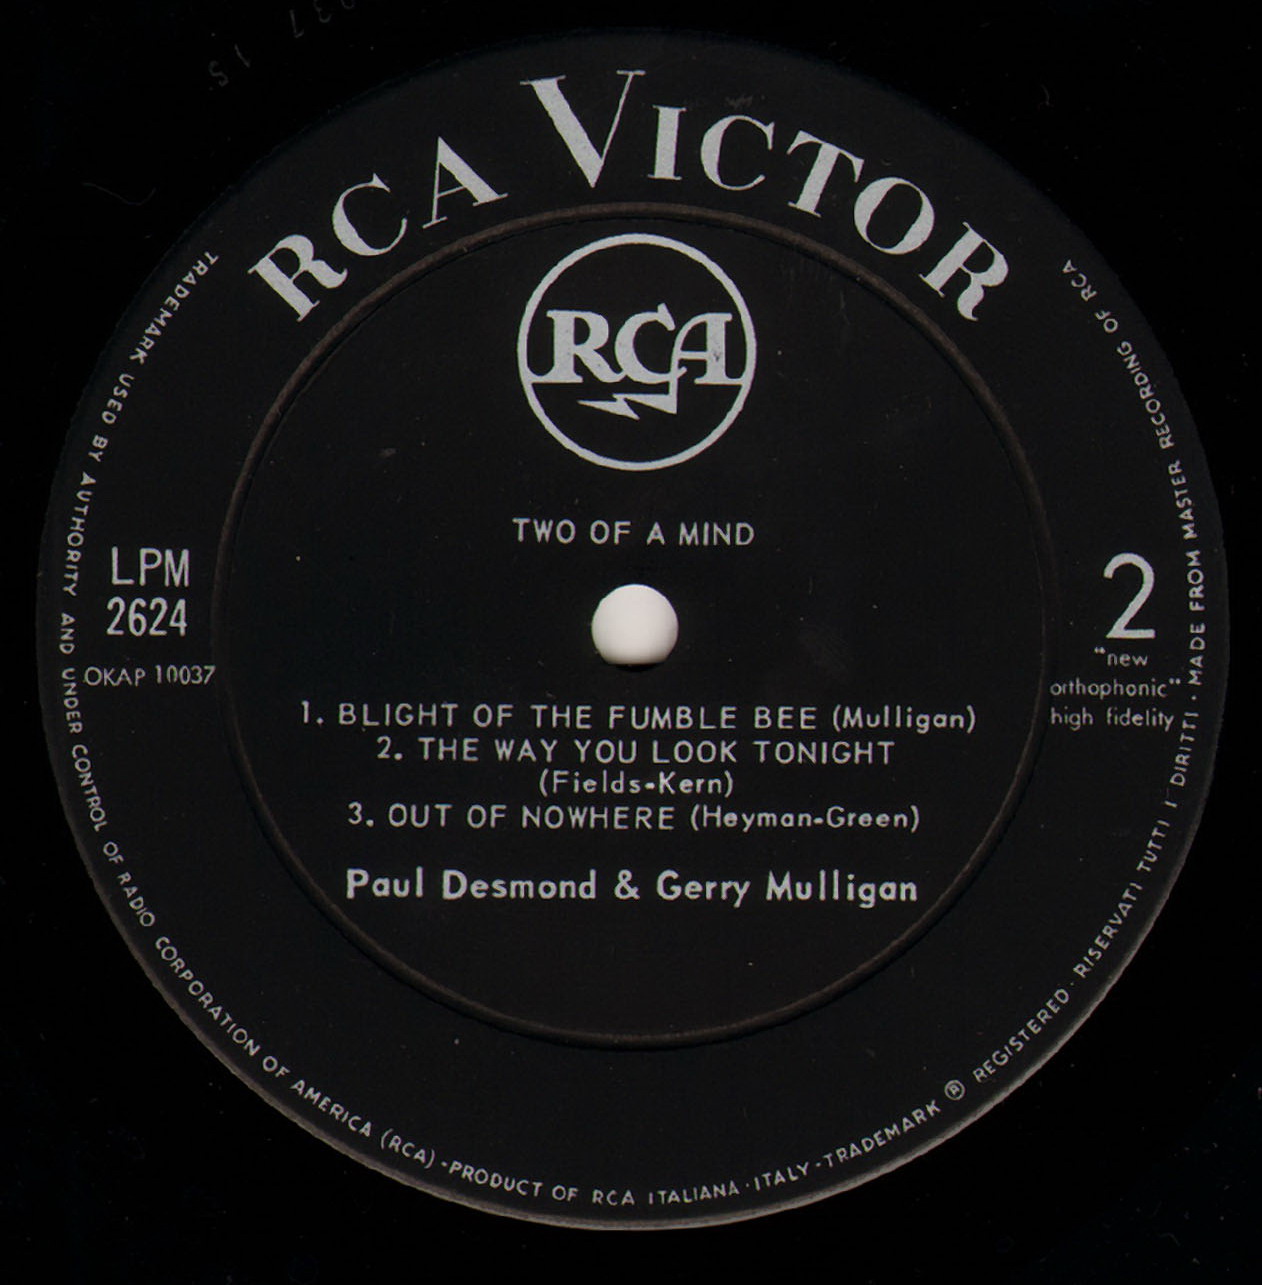 RCA VICTOR
RCA
TWO OF A MIND
LPM
2624
OKAP 10037
2
"new
orthophonic"
high fidelity
1. BLIGHT OF THE FUMBLE BEE (Mulligan)
2. THE WAY YOU LOOK TONIGHT
(Fields-Kern)
3. OUT OF NOWHERE (Heyman-Green)
Paul Desmond & Gerry Mulligan
TRADEMARK USED BY AUTHORITY AND UNDER CONTROL OF RADIO CORPORATION OF AMERICA (RCA) - PRODUCT OF RCA ITALIANA · ITALY - TRADEMARK ® REGISTERED · RISERVATI TUTTI I DIRITTI · MADE FROM MASTER RECORDING OF RCA